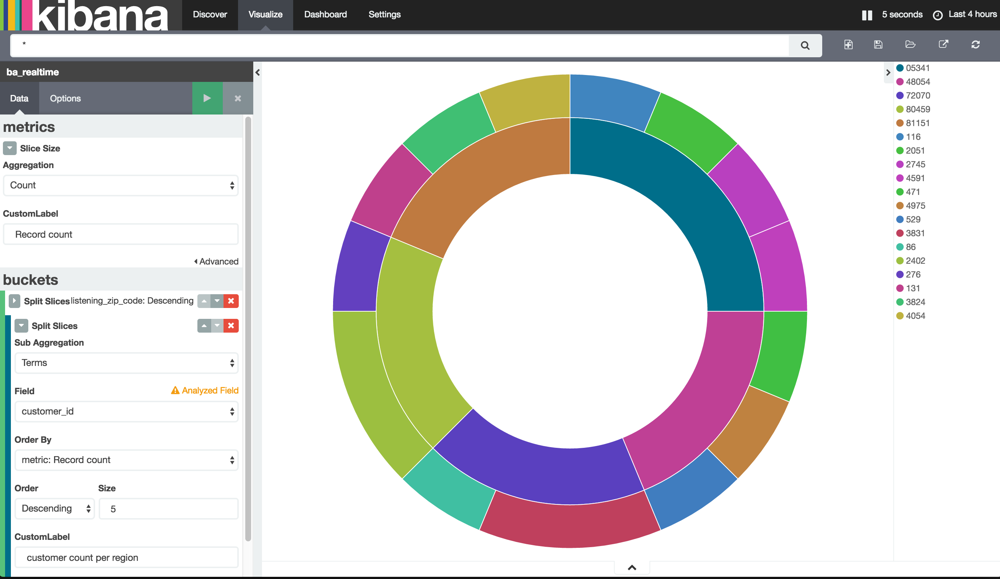 kibana Discover Visualize Dashboard Settings 5 seconds Last 4 hours
*
ba_realtime
Data Options
metrics
Slice Size
Aggregation
Count
CustomLabel
Record count
Advanced
buckets
Split Slices listening_zip_code: Descending
Split Slices
Sub Aggregation
Terms
Field Analyzed Field
customer_id
Order By
metric: Record count
Order Size
Descending 5
CustomLabel
customer count per region
05341
48054
72070
80459
81151
116
2051
2745
4591
471
4975
529
3831
86
2402
276
131
3824
4054